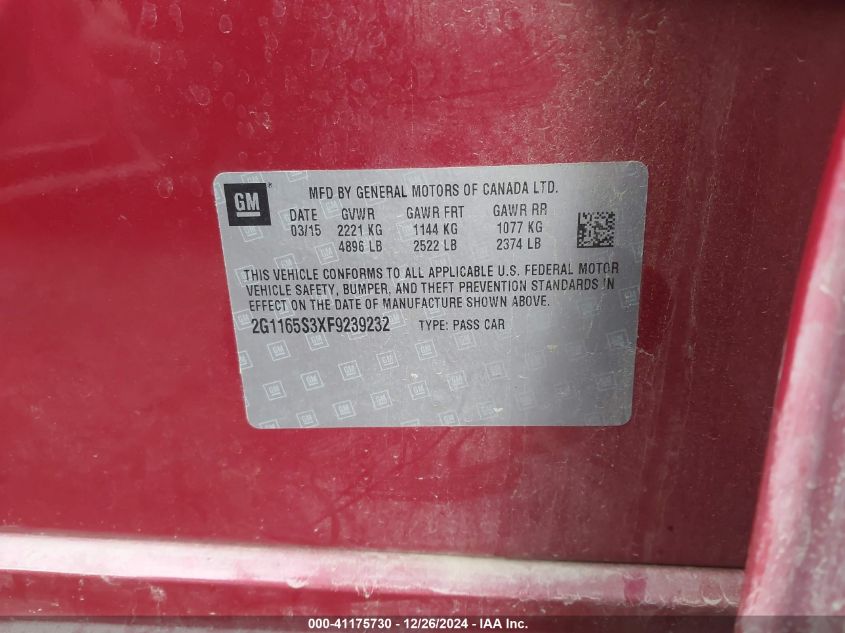 GM
MFD BY GENERAL MOTORS OF CANADA LTD.
DATE GVWR GAWR FRT GAWR RR
03/15 2221 KG 1144 KG 1077 KG
4896 LB 2522 LB 2374 LB
THIS VEHICLE CONFORMS TO ALL APPLICABLE U.S. FEDERAL MOTOR
VEHICLE SAFETY, BUMPER, AND THEFT PREVENTION STANDARDS IN
EFFECT ON THE DATE OF MANUFACTURE SHOWN ABOVE.
2G1165S3XF9239232 TYPE: PASS CAR
000-41175730 - 12/26/2024 - IAA Inc.